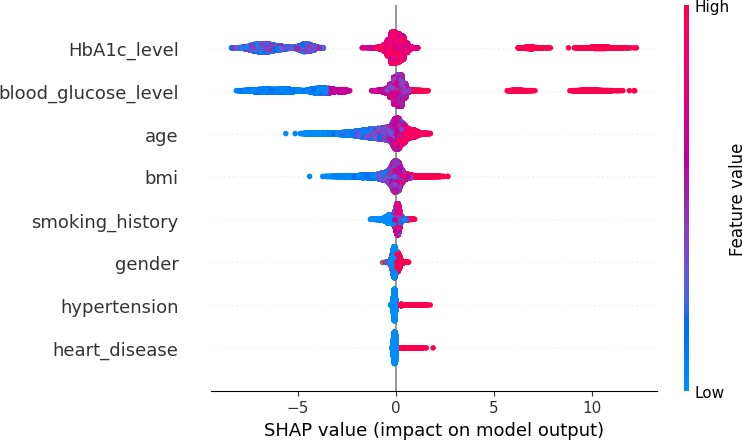 High
HbA1c_level
blood_glucose_level
age
bmi
smoking_history
gender
hypertension
heart_disease
Feature value
Low
−5 0 5 10
SHAP value (impact on model output)